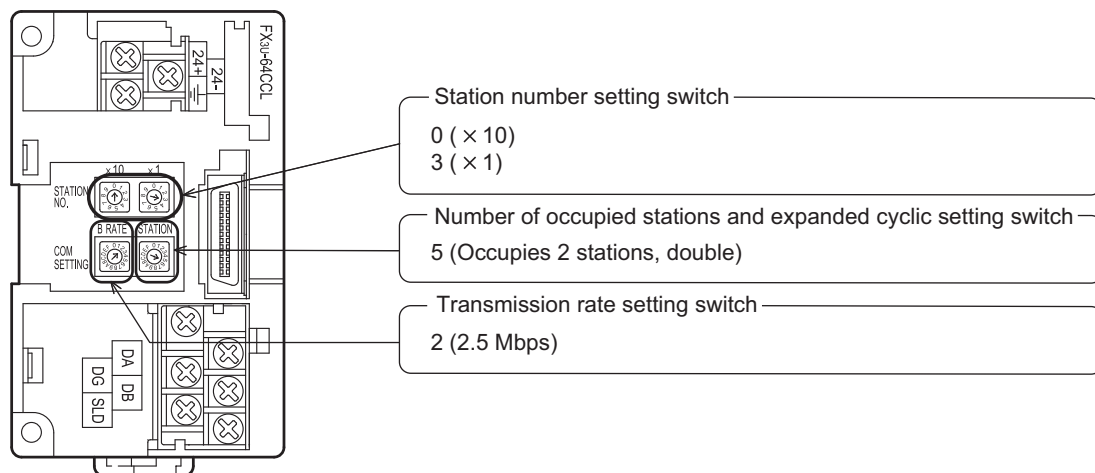 FX3U-64CCL
24+
24-
Station number setting switch
0 ( × 10)
3 ( × 1)
×10 ×1
STATION
NO.
Number of occupied stations and expanded cyclic setting switch
5 (Occupies 2 stations, double)
B RATE STATION
COM
SETTING
Transmission rate setting switch
2 (2.5 Mbps)
DA
DG
DB
SLD